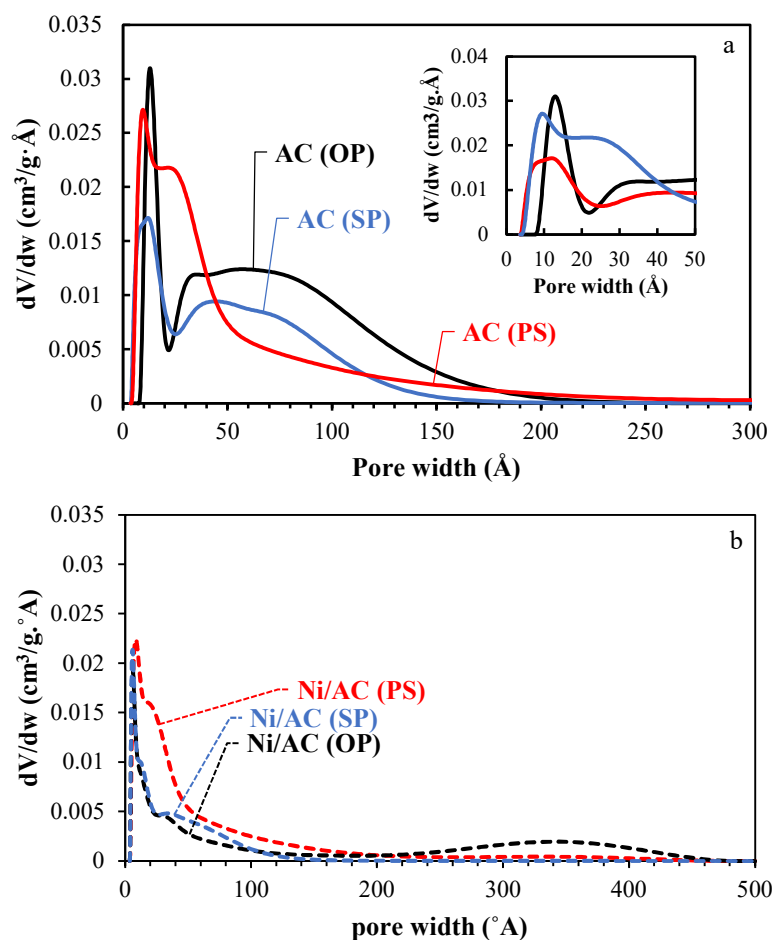 a
dV/dw (cm³/g·Å)
0.035
0.03
0.025
0.02
0.015
0.01
0.005
0
0 50 100 150 200 250 300
Pore width (Å)
AC (OP)
AC (SP)
AC (PS)
dV/dw (cm3/g.Å)
0.04
0.03
0.02
0.01
0
0 10 20 30 40 50
Pore width (Å)
b
dV/dw (cm³/g.˚A)
0.035
0.03
0.025
0.02
0.015
0.01
0.005
0
0 100 200 300 400 500
pore width (˚A)
Ni/AC (PS)
Ni/AC (SP)
Ni/AC (OP)